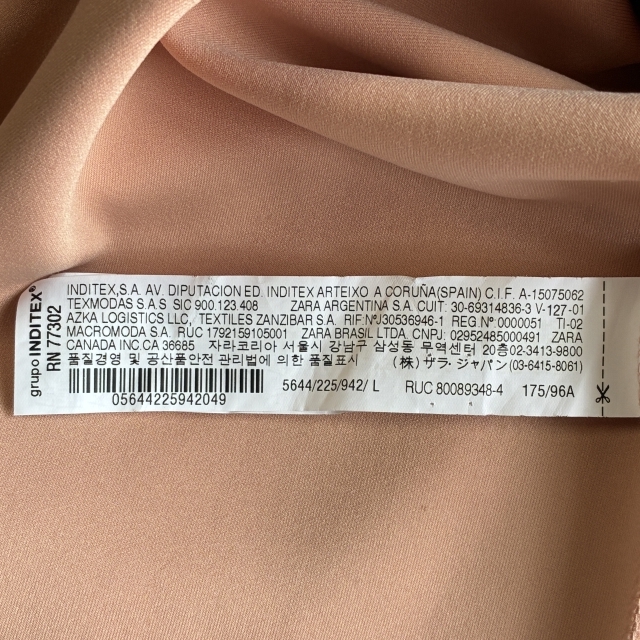 grupo INDITEX®
RN 77302
INDITEX,S.A. AV. DIPUTACION ED. INDITEX ARTEIXO A CORUÑA(SPAIN) C.I.F. A-15075062
TEXMODAS S.A.S SIC 900.123.408 ZARA ARGENTINA S.A. CUIT: 30-69314836-3 V-127-01
AZKA LOGISTICS LLC, TEXTILES ZANZIBAR S.A. RIF.Nº J30536946-1 REG.Nº 0000051 TI-02
MACROMODA S.A. RUC 1792159105001 ZARA BRASIL LTDA. CNPJ: 02952485000491 ZARA
CANADA INC.CA 36685 자라코리아 서울시 강남구 삼성동 무역센터 20층02-3413-9800
품질경영 및 공산품안전 관리법에 의한 품질표시 (株) ザラ・ジャパン (03-6415-8061)
5644/225/942/ L RUC 80089348-4 175/96A
05644225942049